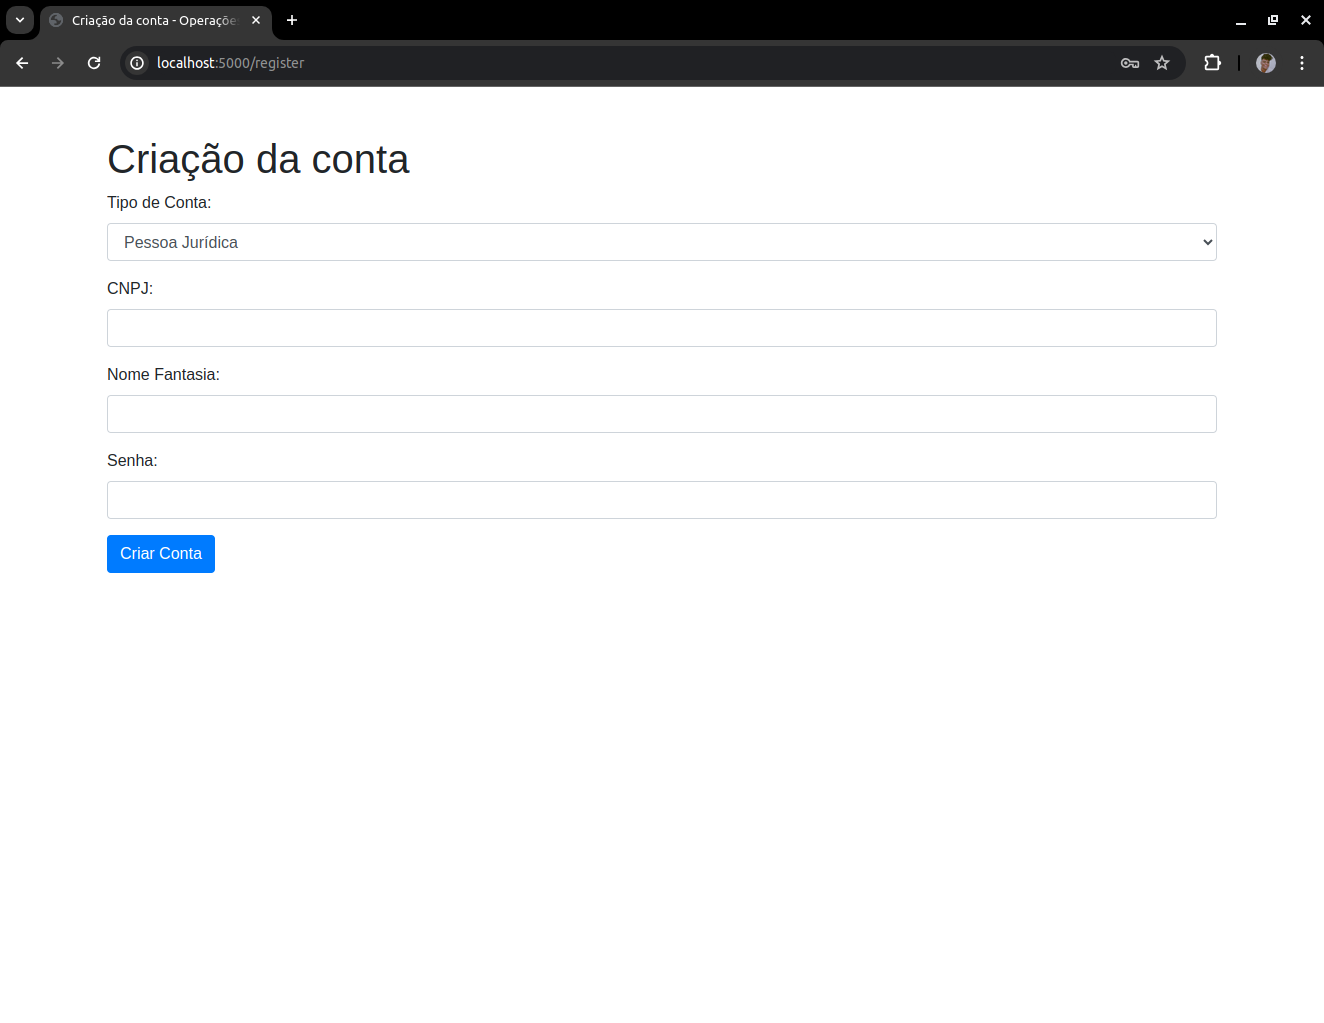 Criação da conta - Operações
localhost:5000/register
Criação da conta
Tipo de Conta:
Pessoa Jurídica
CNPJ:
Nome Fantasia:
Senha:
Criar Conta